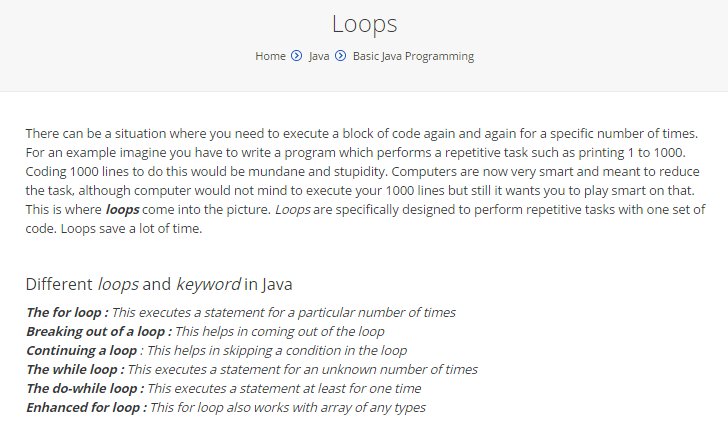 Loops
Home Java Basic Java Programming
There can be a situation where you need to execute a block of code again and again for a specific number of times.
For an example imagine you have to write a program which performs a repetitive task such as printing 1 to 1000.
Coding 1000 lines to do this would be mundane and stupidity. Computers are now very smart and meant to reduce
the task, although computer would not mind to execute your 1000 lines but still it wants you to play smart on that.
This is where loops come into the picture. Loops are specifically designed to perform repetitive tasks with one set of
code. Loops save a lot of time.
Different loops and keyword in Java
The for loop : This executes a statement for a particular number of times
Breaking out of a loop : This helps in coming out of the loop
Continuing a loop : This helps in skipping a condition in the loop
The while loop : This executes a statement for an unknown number of times
The do-while loop : This executes a statement at least for one time
Enhanced for loop : This for loop also works with array of any types